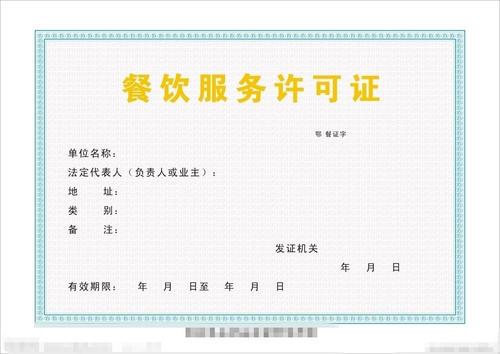 餐饮服务许可证
鄂 餐证字
单位名称：
法定代表人（负责人或业主）：
地 址：
类 别：
备 注：
发证机关
年 月 日
有效期限： 年 月 日至 年 月 日